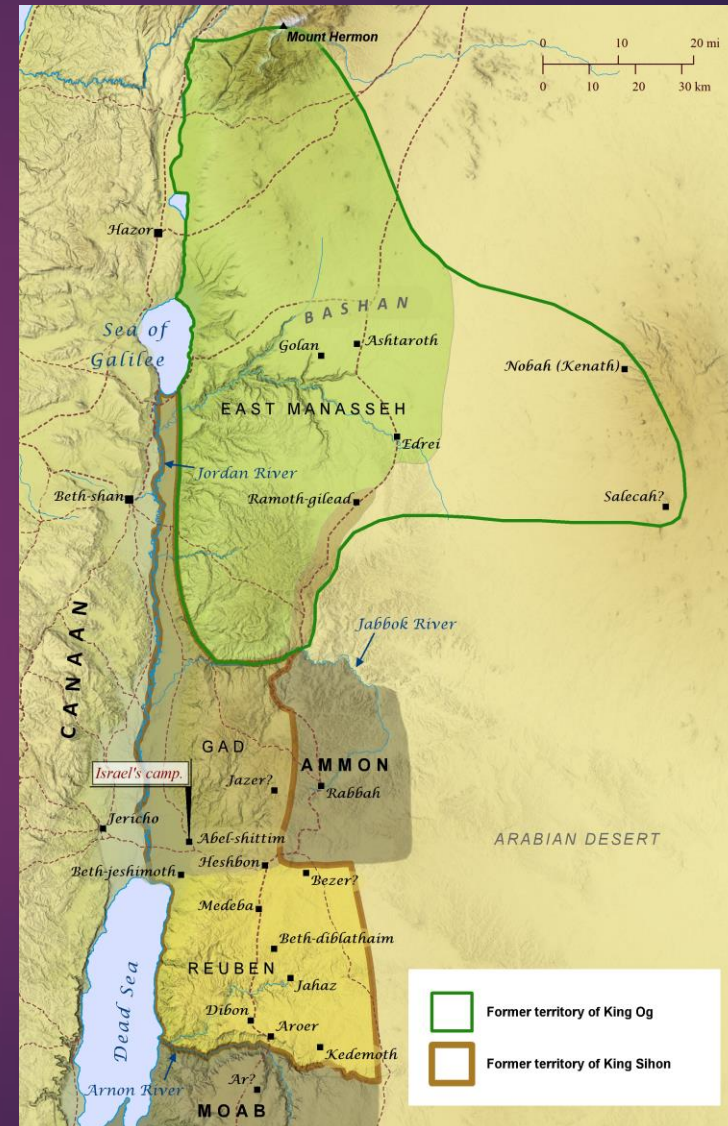 Mount Hermon
0 10 20 mi
0 10 20 30 km
Hazor
Sea of
Galilee
BASHAN
Golan
Ashtaroth
Nobah (Kenath)
EAST MANASSEH
Edrei
Jordan River
Beth-shan
Ramoth-gilead
Salecah?
CANAAN
Jabbok River
GAD
AMMON
Israel's camp.
Jazer?
Rabbah
Jericho
Abel-shittim
ARABIAN DESERT
Heshbon
Beth-jeshimoth
Bezer?
Medeba
Beth-diblathaim
REUBEN
Jahaz
Dead Sea
Dibon
Aroer
Kedemoth
Arnon River
Ar?
MOAB
Former territory of King Og
Former territory of King Sihon